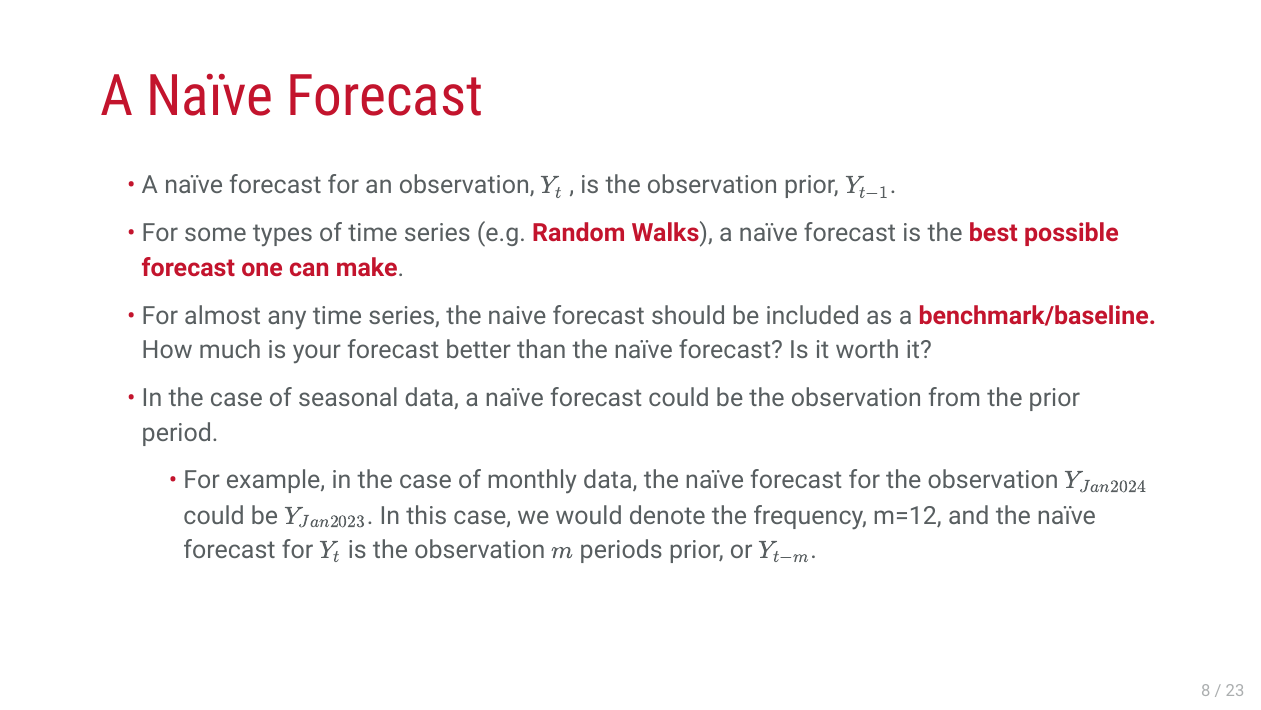 A Naïve Forecast
• A naïve forecast for an observation, Yₜ , is the observation prior, Yₜ₋₁.
• For some types of time series (e.g. Random Walks), a naïve forecast is the best possible
forecast one can make.
• For almost any time series, the naive forecast should be included as a benchmark/baseline.
How much is your forecast better than the naïve forecast? Is it worth it?
• In the case of seasonal data, a naïve forecast could be the observation from the prior
period.
• For example, in the case of monthly data, the naïve forecast for the observation Y_{Jan2024}
could be Y_{Jan2023}. In this case, we would denote the frequency, m=12, and the naïve
forecast for Yₜ is the observation m periods prior, or Yₜ₋ₘ.
8 / 23